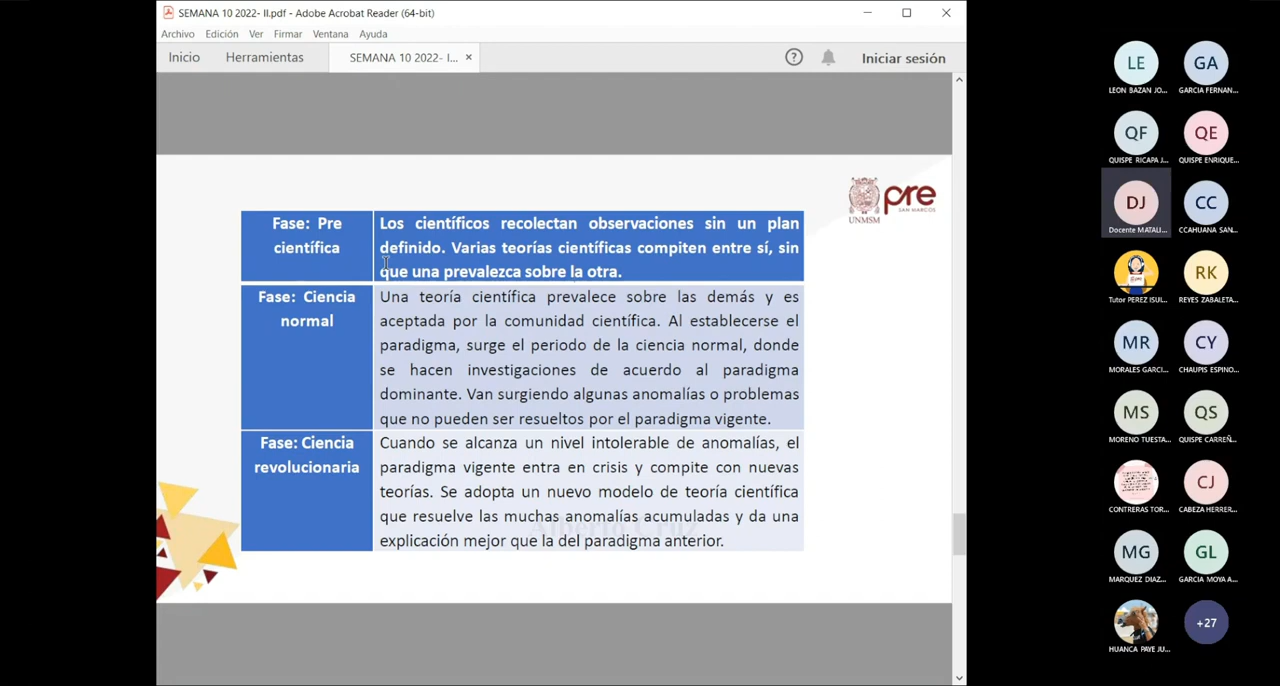 SEMANA 10 2022- II.pdf - Adobe Acrobat Reader (64-bit)
Archivo Edición Ver Firmar Ventana Ayuda
Inicio Herramientas SEMANA 10 2022- I... × Iniciar sesión
UNMSM
pre
SAN MARCOS
Fase: Pre
científica
Los científicos recolectan observaciones sin un plan
definido. Varias teorías científicas compiten entre sí, sin
que una prevalezca sobre la otra.
Fase: Ciencia
normal
Una teoría científica prevalece sobre las demás y es
aceptada por la comunidad científica. Al establecerse el
paradigma, surge el periodo de la ciencia normal, donde
se hacen investigaciones de acuerdo al paradigma
dominante. Van surgiendo algunas anomalías o problemas
que no pueden ser resueltos por el paradigma vigente.
Fase: Ciencia
revolucionaria
Cuando se alcanza un nivel intolerable de anomalías, el
paradigma vigente entra en crisis y compite con nuevas
teorías. Se adopta un nuevo modelo de teoría científica
que resuelve las muchas anomalías acumuladas y da una
explicación mejor que la del paradigma anterior.
Alberto Cruz
LE GA
LEON BAZAN JO... GARCIA FERNAN...
QF QE
QUISPE RICAPA J... QUISPE ENRIQUE...
DJ CC
Docente MATALI... CCAHUANA SAN...
RK
Tutor PEREZ ISUI... REYES ZABALETA...
MR CY
MORALES GARCI... CHAUPIS ESPINO...
MS QS
MORENO TUESTA... QUISPE CARREÑ...
CJ
CONTRERAS TOR... CABEZA HERRER...
MG GL
MARQUEZ DIAZ... GARCIA MOYA A...
+27
HUANCA PAYE JU...